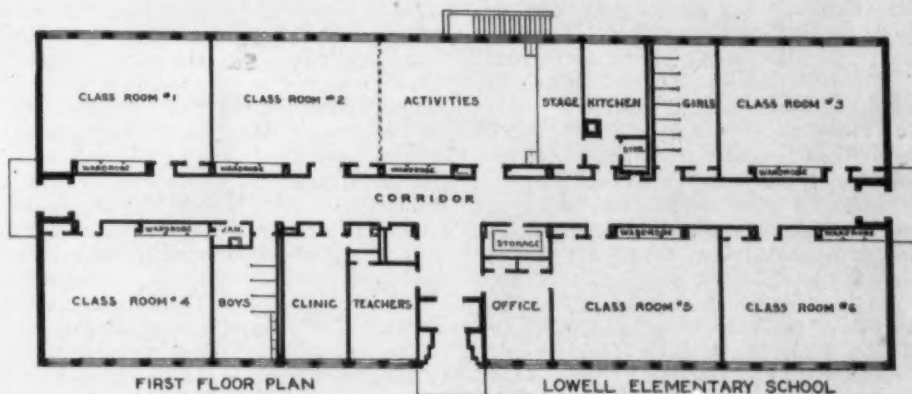 CLASS ROOM #1
CLASS ROOM #2
ACTIVITIES
STAGE
KITCHEN
GIRLS
CLASS ROOM #3
STOR.
WARDROBE
WARDROBE
WARDROBE
WARDROBE
CORRIDOR
WARDROBE
JAN.
STORAGE
WARDROBE
WARDROBE
CLASS ROOM #4
BOYS
CLINIC
TEACHERS
OFFICE
CLASS ROOM #5
CLASS ROOM #6
FIRST FLOOR PLAN
LOWELL ELEMENTARY SCHOOL